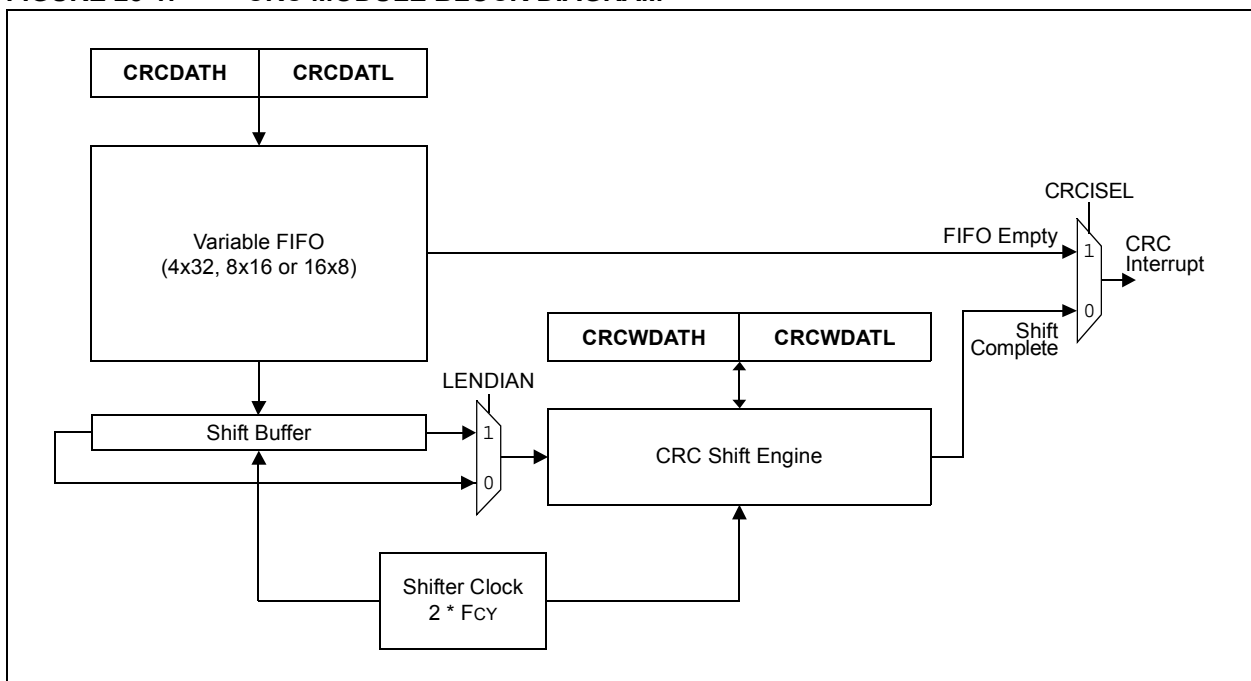 CRCDATH CRCDATL
Variable FIFO
(4x32, 8x16 or 16x8)
CRCISEL
FIFO Empty
1
CRC
Interrupt
0
Shift
Complete
CRCWDATH CRCWDATL
LENDIAN
Shift Buffer
1
0
CRC Shift Engine
Shifter Clock
2 * FCY